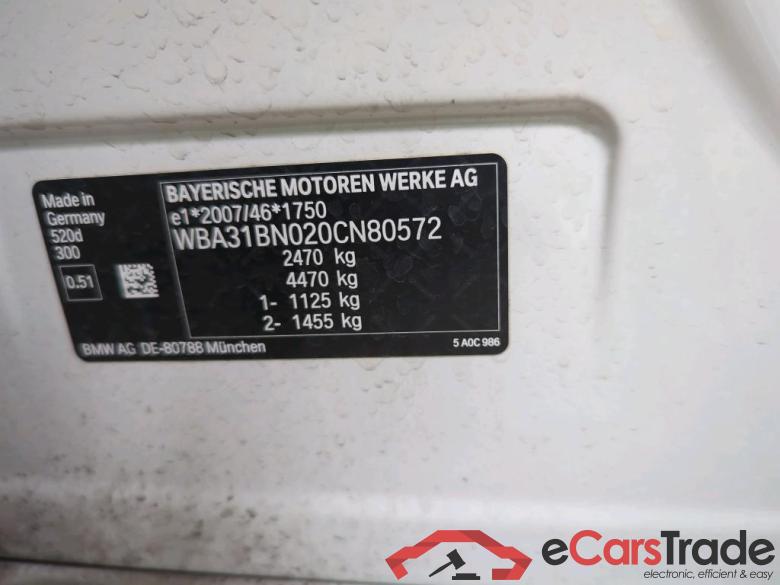 Made in
Germany
520d
300
0.51
BAYERISCHE MOTOREN WERKE AG
e1*2007/46*1750
WBA31BN020CN80572
2470 kg
4470 kg
1- 1125 kg
2- 1455 kg
BMW AG DE-80788 München
5 A0C 986
eCarsTrade
electronic, efficient & easy